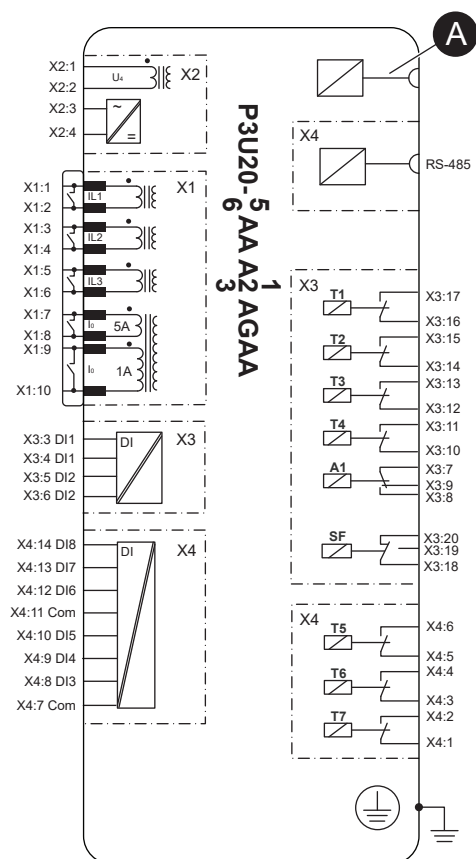 A
X2:1
X2:2
X2:3
X2:4
U4
X2
~
=
P3U20- 5 AA A2 1 AGAA
6 3
X4
RS-485
X1:1
X1:2
X1:3
X1:4
X1:5
X1:6
X1:7
X1:8
X1:9
X1:10
IL1
IL2
IL3
I0
5A
I0
1A
X1
X3
T1
X3:17
X3:16
T2
X3:15
X3:14
T3
X3:13
X3:12
T4
X3:11
X3:10
A1
X3:7
X3:9
X3:8
SF
X3:20
X3:19
X3:18
X3:3 DI1
X3:4 DI1
X3:5 DI2
X3:6 DI2
DI
X3
X4:14 DI8
X4:13 DI7
X4:12 DI6
X4:11 Com
X4:10 DI5
X4:9 DI4
X4:8 DI3
X4:7 Com
DI
X4
X4
T5
X4:6
X4:5
T6
X4:4
X4:3
T7
X4:2
X4:1